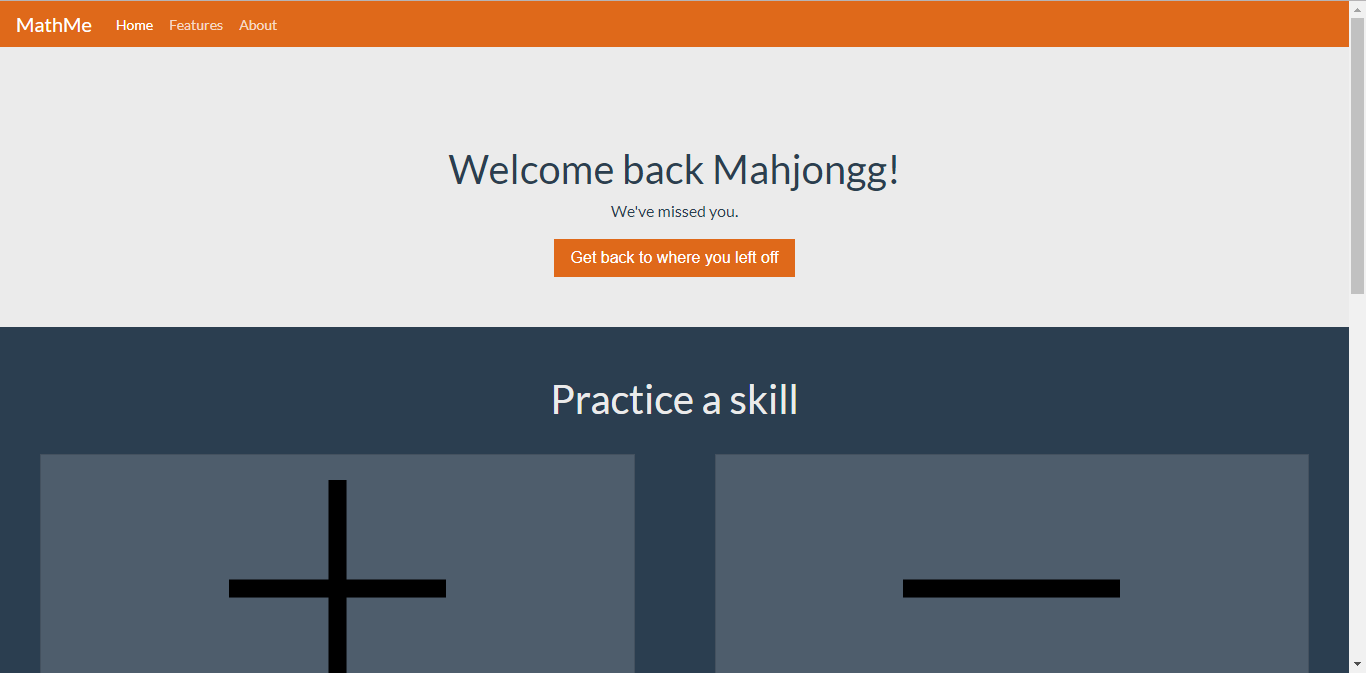 MathMe Home Features About
Welcome back Mahjongg!
We've missed you.
Get back to where you left off
Practice a skill